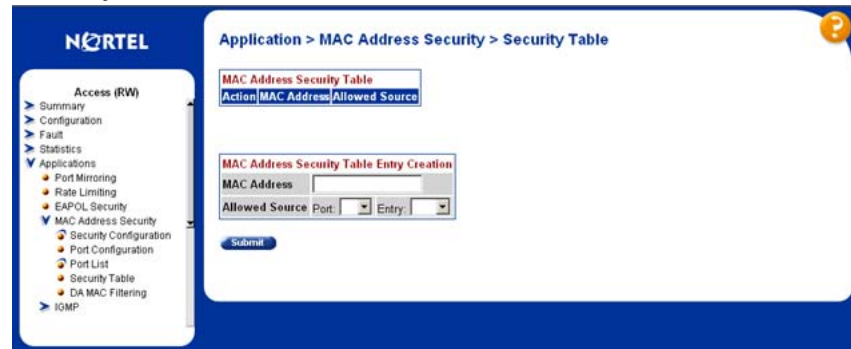 NORTEL
Access (RW)
Summary
Configuration
Fault
Statistics
Applications
Port Mirroring
Rate Limiting
EAPOL Security
MAC Address Security
Security Configuration
Port Configuration
Port List
Security Table
DA MAC Filtering
IGMP
Application > MAC Address Security > Security Table
?
MAC Address Security Table
Action MAC Address Allowed Source
MAC Address Security Table Entry Creation
MAC Address
Allowed Source Port: Entry:
Submit